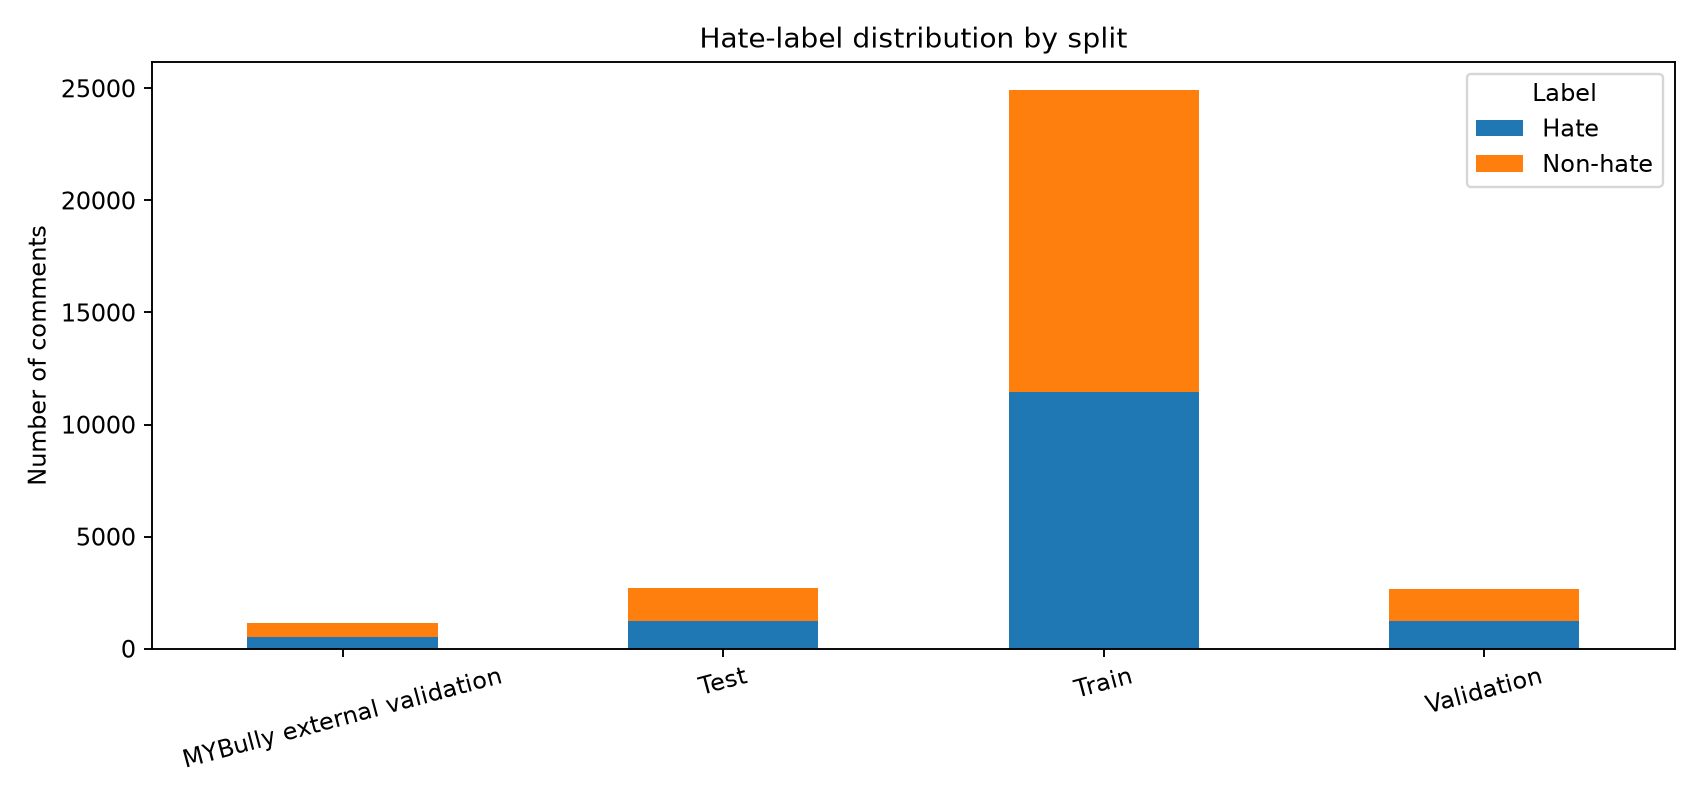 Hate-label distribution by split
Number of comments
25000
20000
15000
10000
5000
0
Label
Hate
Non-hate
MYBully external validation
Test
Train
Validation